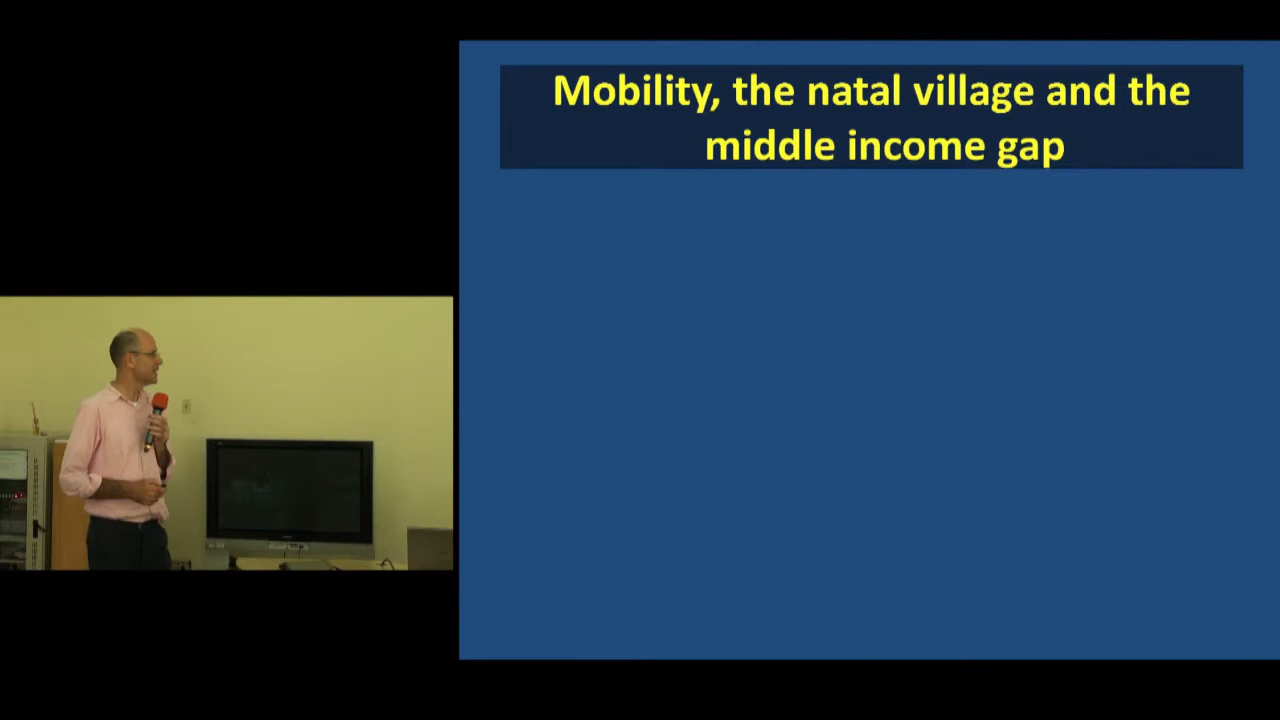 Mobility, the natal village and the
middle income gap